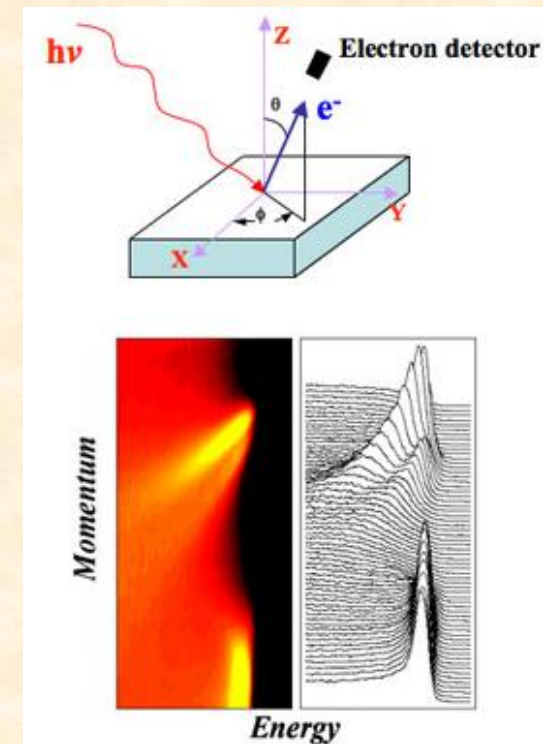 hν
Z
Electron detector
θ
e-
ϕ
X
Y
Momentum
Energy